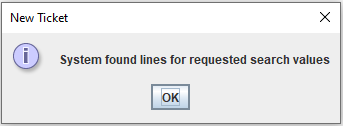 New Ticket
System found lines for requested search values
OK